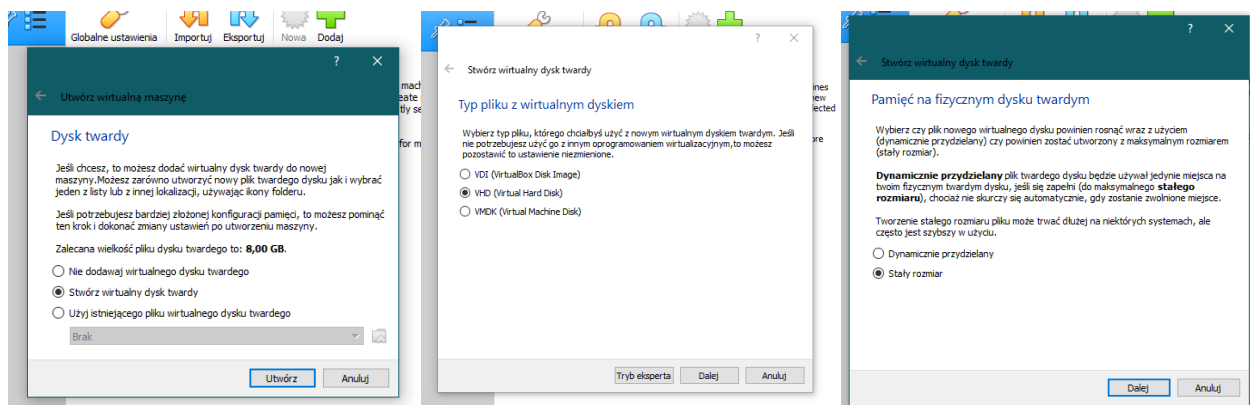 Globalne ustawienia Importuj Eksportuj Nowa Dodaj
?
Utwórz wirtualną maszynę
Dysk twardy
Jeśli chcesz, to możesz dodać wirtualny dysk twardy do nowej
maszyny.Możesz zarówno utworzyć nowy plik twardego dysku jak i wybrać
jeden z listy lub z innej lokalizacji, używając ikony folderu.
Jeśli potrzebujesz bardziej złożonej konfiguracji pamięci, to możesz pominąć
ten krok i dokonać zmiany ustawień po utworzeniu maszyny.
Zalecana wielkość pliku dysku twardego to: 8,00 GB.
Nie dodawaj wirtualnego dysku twardego
Stwórz wirtualny dysk twardy
Użyj istniejącego pliku wirtualnego dysku twardego
Brak
Utwórz Anuluj
mach
eate
tly se
for m
?
Stwórz wirtualny dysk twardy
Typ pliku z wirtualnym dyskiem
Wybierz typ pliku, którego chciałbyś użyć z nowym wirtualnym dyskiem twardym. Jeśli
nie potrzebujesz użyć go z innym oprogramowaniem wirtualizacyjnym,to możesz
pozostawić to ustawienie niezmienione.
VDI (VirtualBox Disk Image)
VHD (Virtual Hard Disk)
VMDK (Virtual Machine Disk)
Tryb eksperta Dalej Anuluj
ines
new
lected
ore
?
Stwórz wirtualny dysk twardy
Pamięć na fizycznym dysku twardym
Wybierz czy plik nowego wirtualnego dysku powinien rosnąć wraz z użyciem
(dynamicznie przydzielany) czy powinien zostać utworzony z maksymalnym rozmiarem
(stały rozmiar).
Dynamicznie przydzielany plik twardego dysku będzie używał jedynie miejsca na
twoim fizycznym twardym dysku, jeśli się zapełni (do maksymalnego stałego
rozmiaru), chociaż nie skurczy się automatycznie, gdy zostanie zwolnione miejsce.
Tworzenie stałego rozmiaru pliku może trwać dłużej na niektórych systemach, ale
często jest szybszy w użyciu.
Dynamicznie przydzielany
Stały rozmiar
Dalej Anuluj